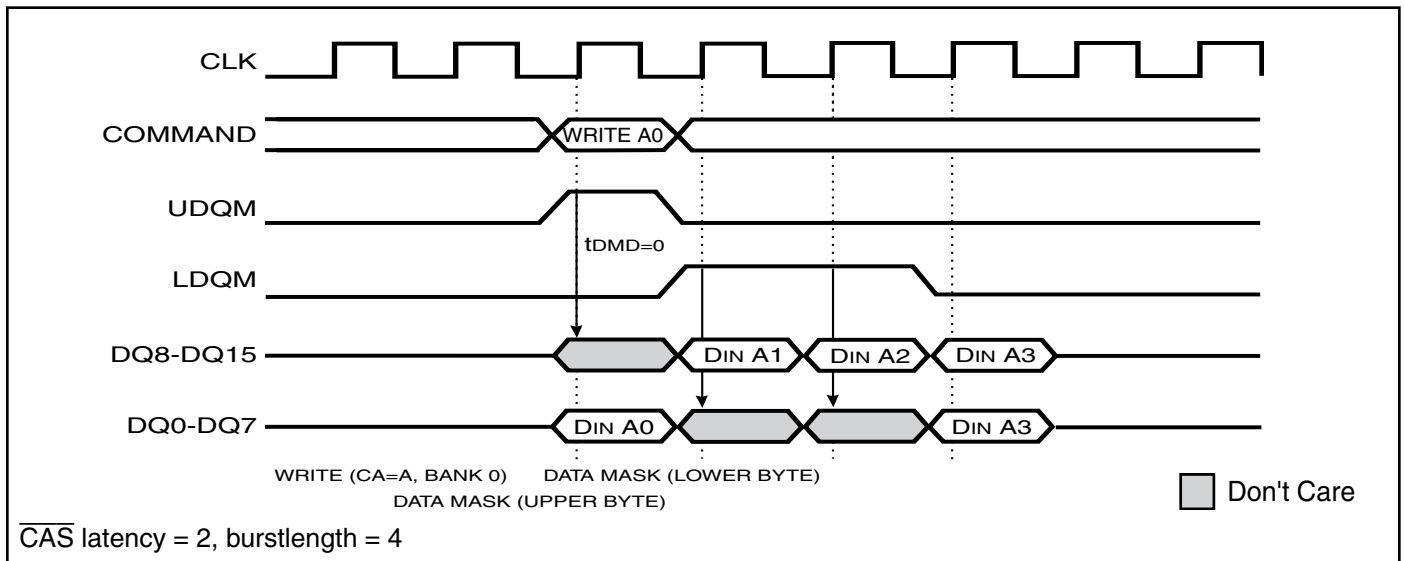 CLK
COMMAND
WRITE A0
UDQM
tDMD=0
LDQM
DQ8-DQ15
DIN A1
DIN A2
DIN A3
DQ0-DQ7
DIN A0
DIN A3
WRITE (CA=A, BANK 0)
DATA MASK (LOWER BYTE)
DATA MASK (UPPER BYTE)
Don't Care
CAS latency = 2, burstlength = 4